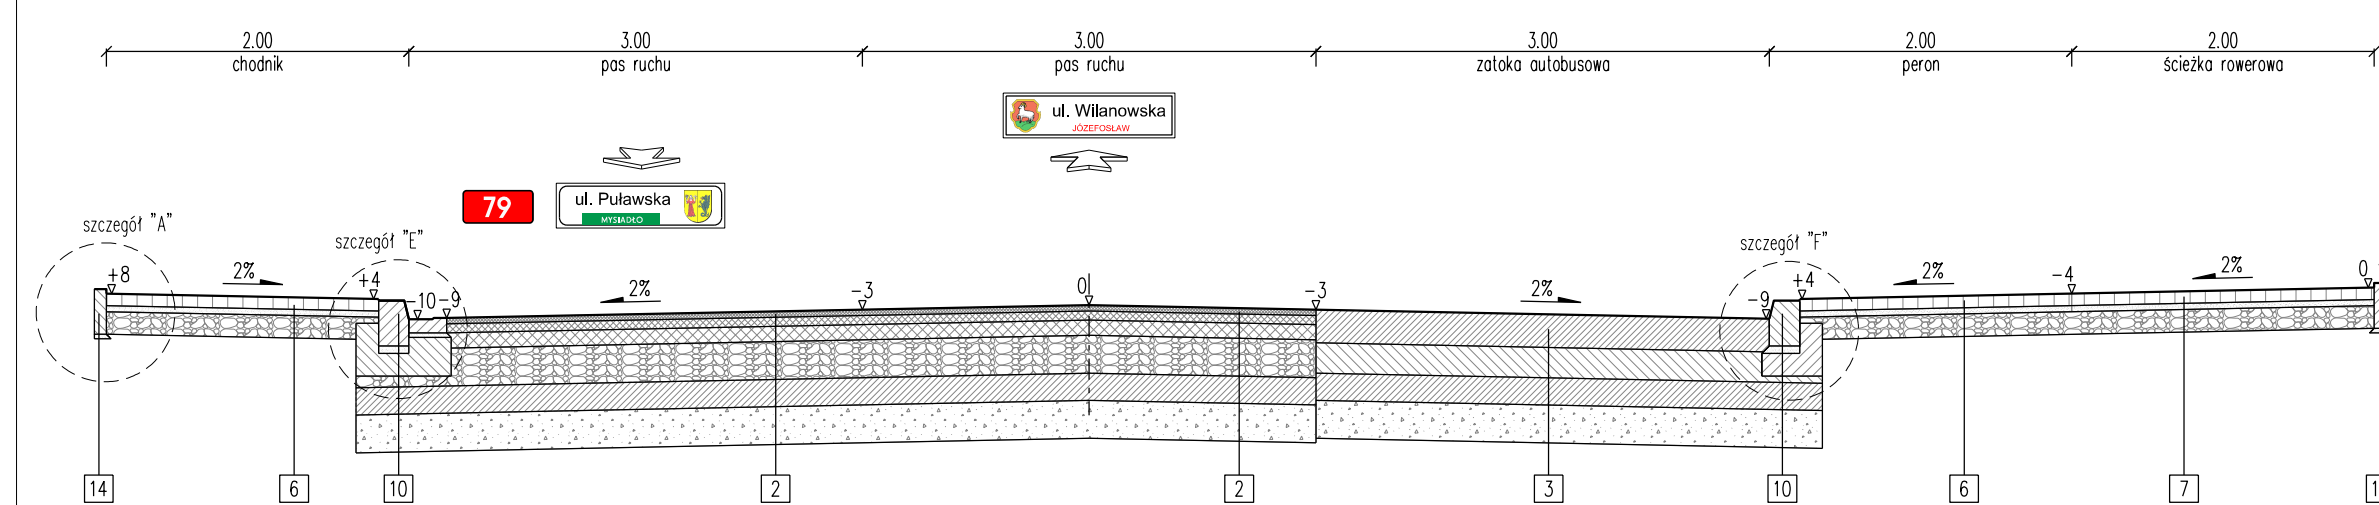 2.00 3.00 3.00 3.00 2.00 2.00
chodnik pas ruchu pas ruchu zatoka autobusowa peron ścieżka rowerowa
ul. Wilanowska
JÓZEFOSŁAW
79
ul. Puławska
MYSIADŁO
szczegół "A"
szczegół "E"
szczegół "F"
+8 2% +4 -10 -9 2% -3 0 -3 2% -9 +4 2% -4 2% 0
14 6 10 2 2 3 10 6 7